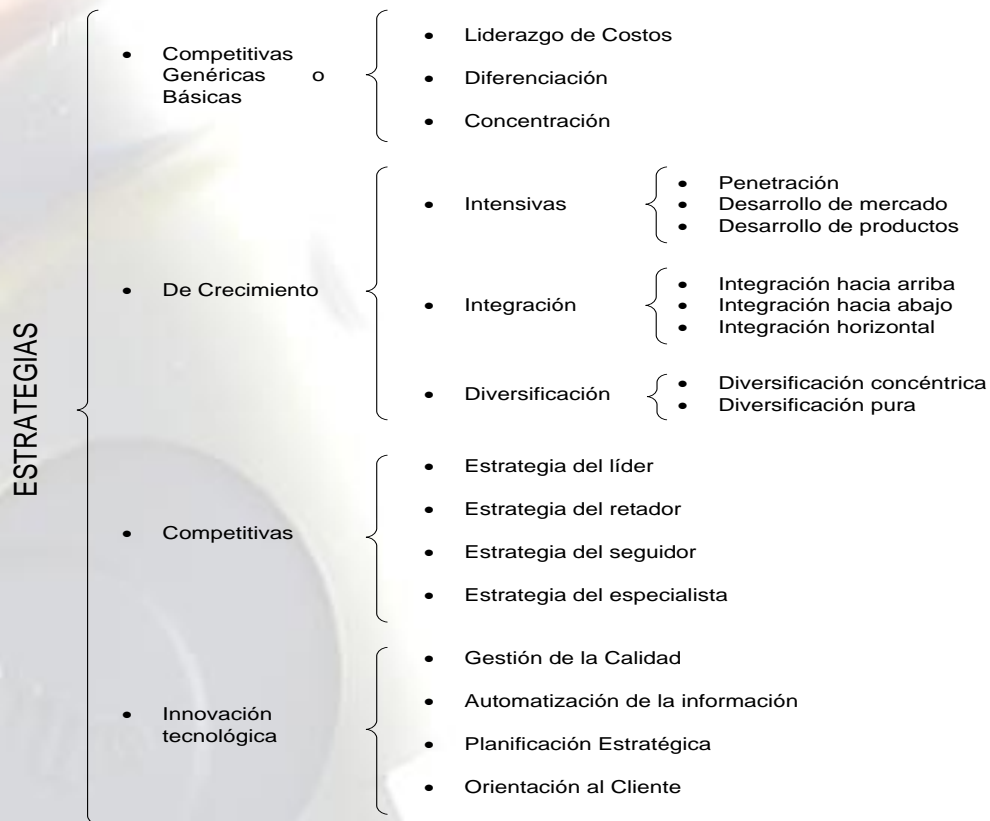 ESTRATEGIAS
• Competitivas
Genéricas o
Básicas
• Liderazgo de Costos
• Diferenciación
• Concentración
• De Crecimiento
• Intensivas
• Penetración
• Desarrollo de mercado
• Desarrollo de productos
• Integración
• Integración hacia arriba
• Integración hacia abajo
• Integración horizontal
• Diversificación
• Diversificación concéntrica
• Diversificación pura
• Competitivas
• Estrategia del líder
• Estrategia del retador
• Estrategia del seguidor
• Estrategia del especialista
• Innovación
tecnológica
• Gestión de la Calidad
• Automatización de la información
• Planificación Estratégica
• Orientación al Cliente